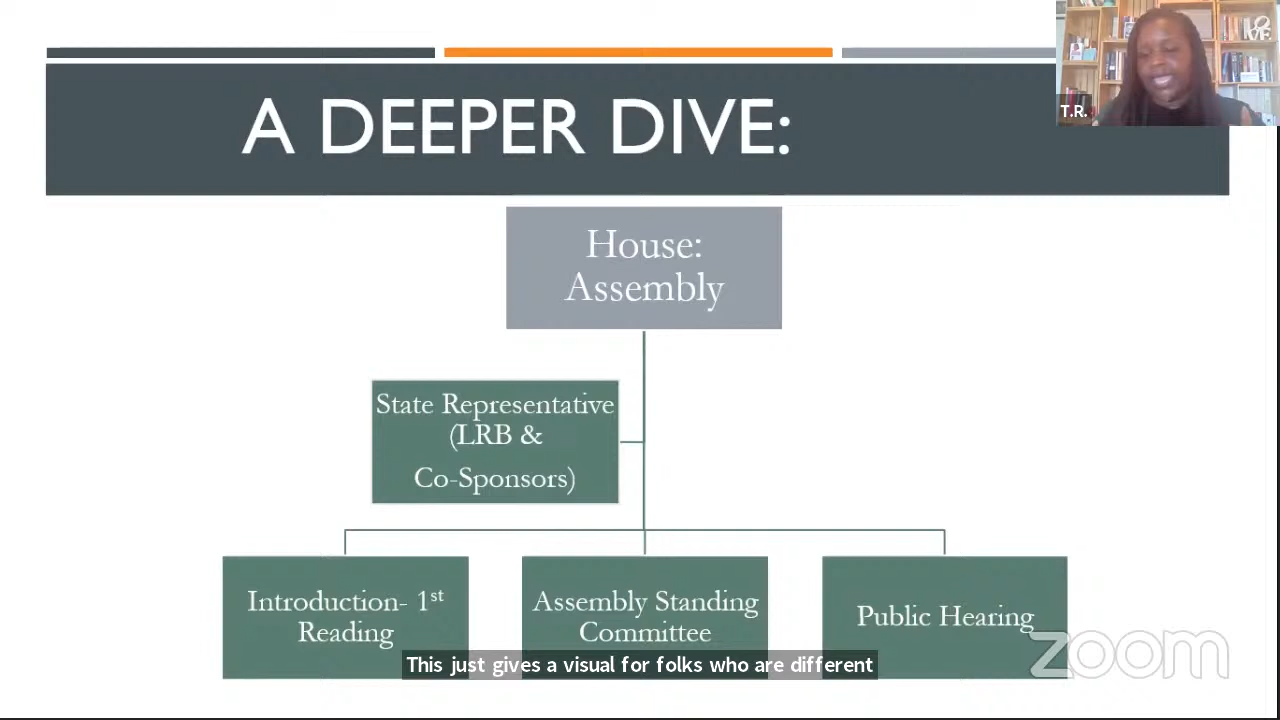 A DEEPER DIVE:
T.R.
House:
Assembly
State Representative
(LRB &
Co-Sponsors)
Introduction- 1st
Reading
Assembly Standing
Committee
Public Hearing
This just gives a visual for folks who are different
zoom